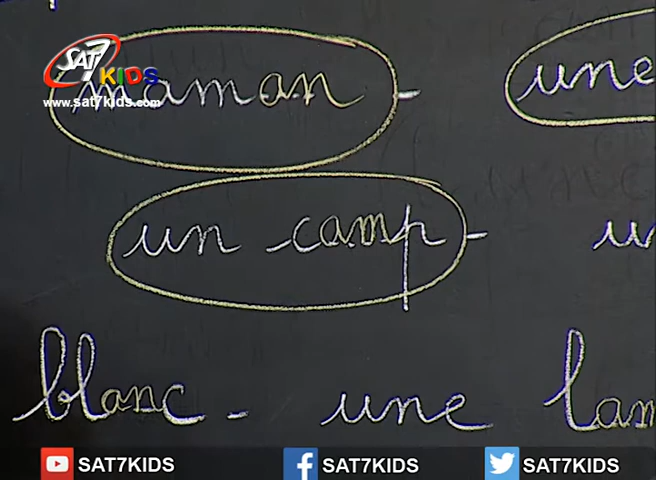 SAT7 KIDS
www.sat7kids.com
maman - une
un camp -
blanc - une
SAT7KIDS SAT7KIDS SAT7KIDS